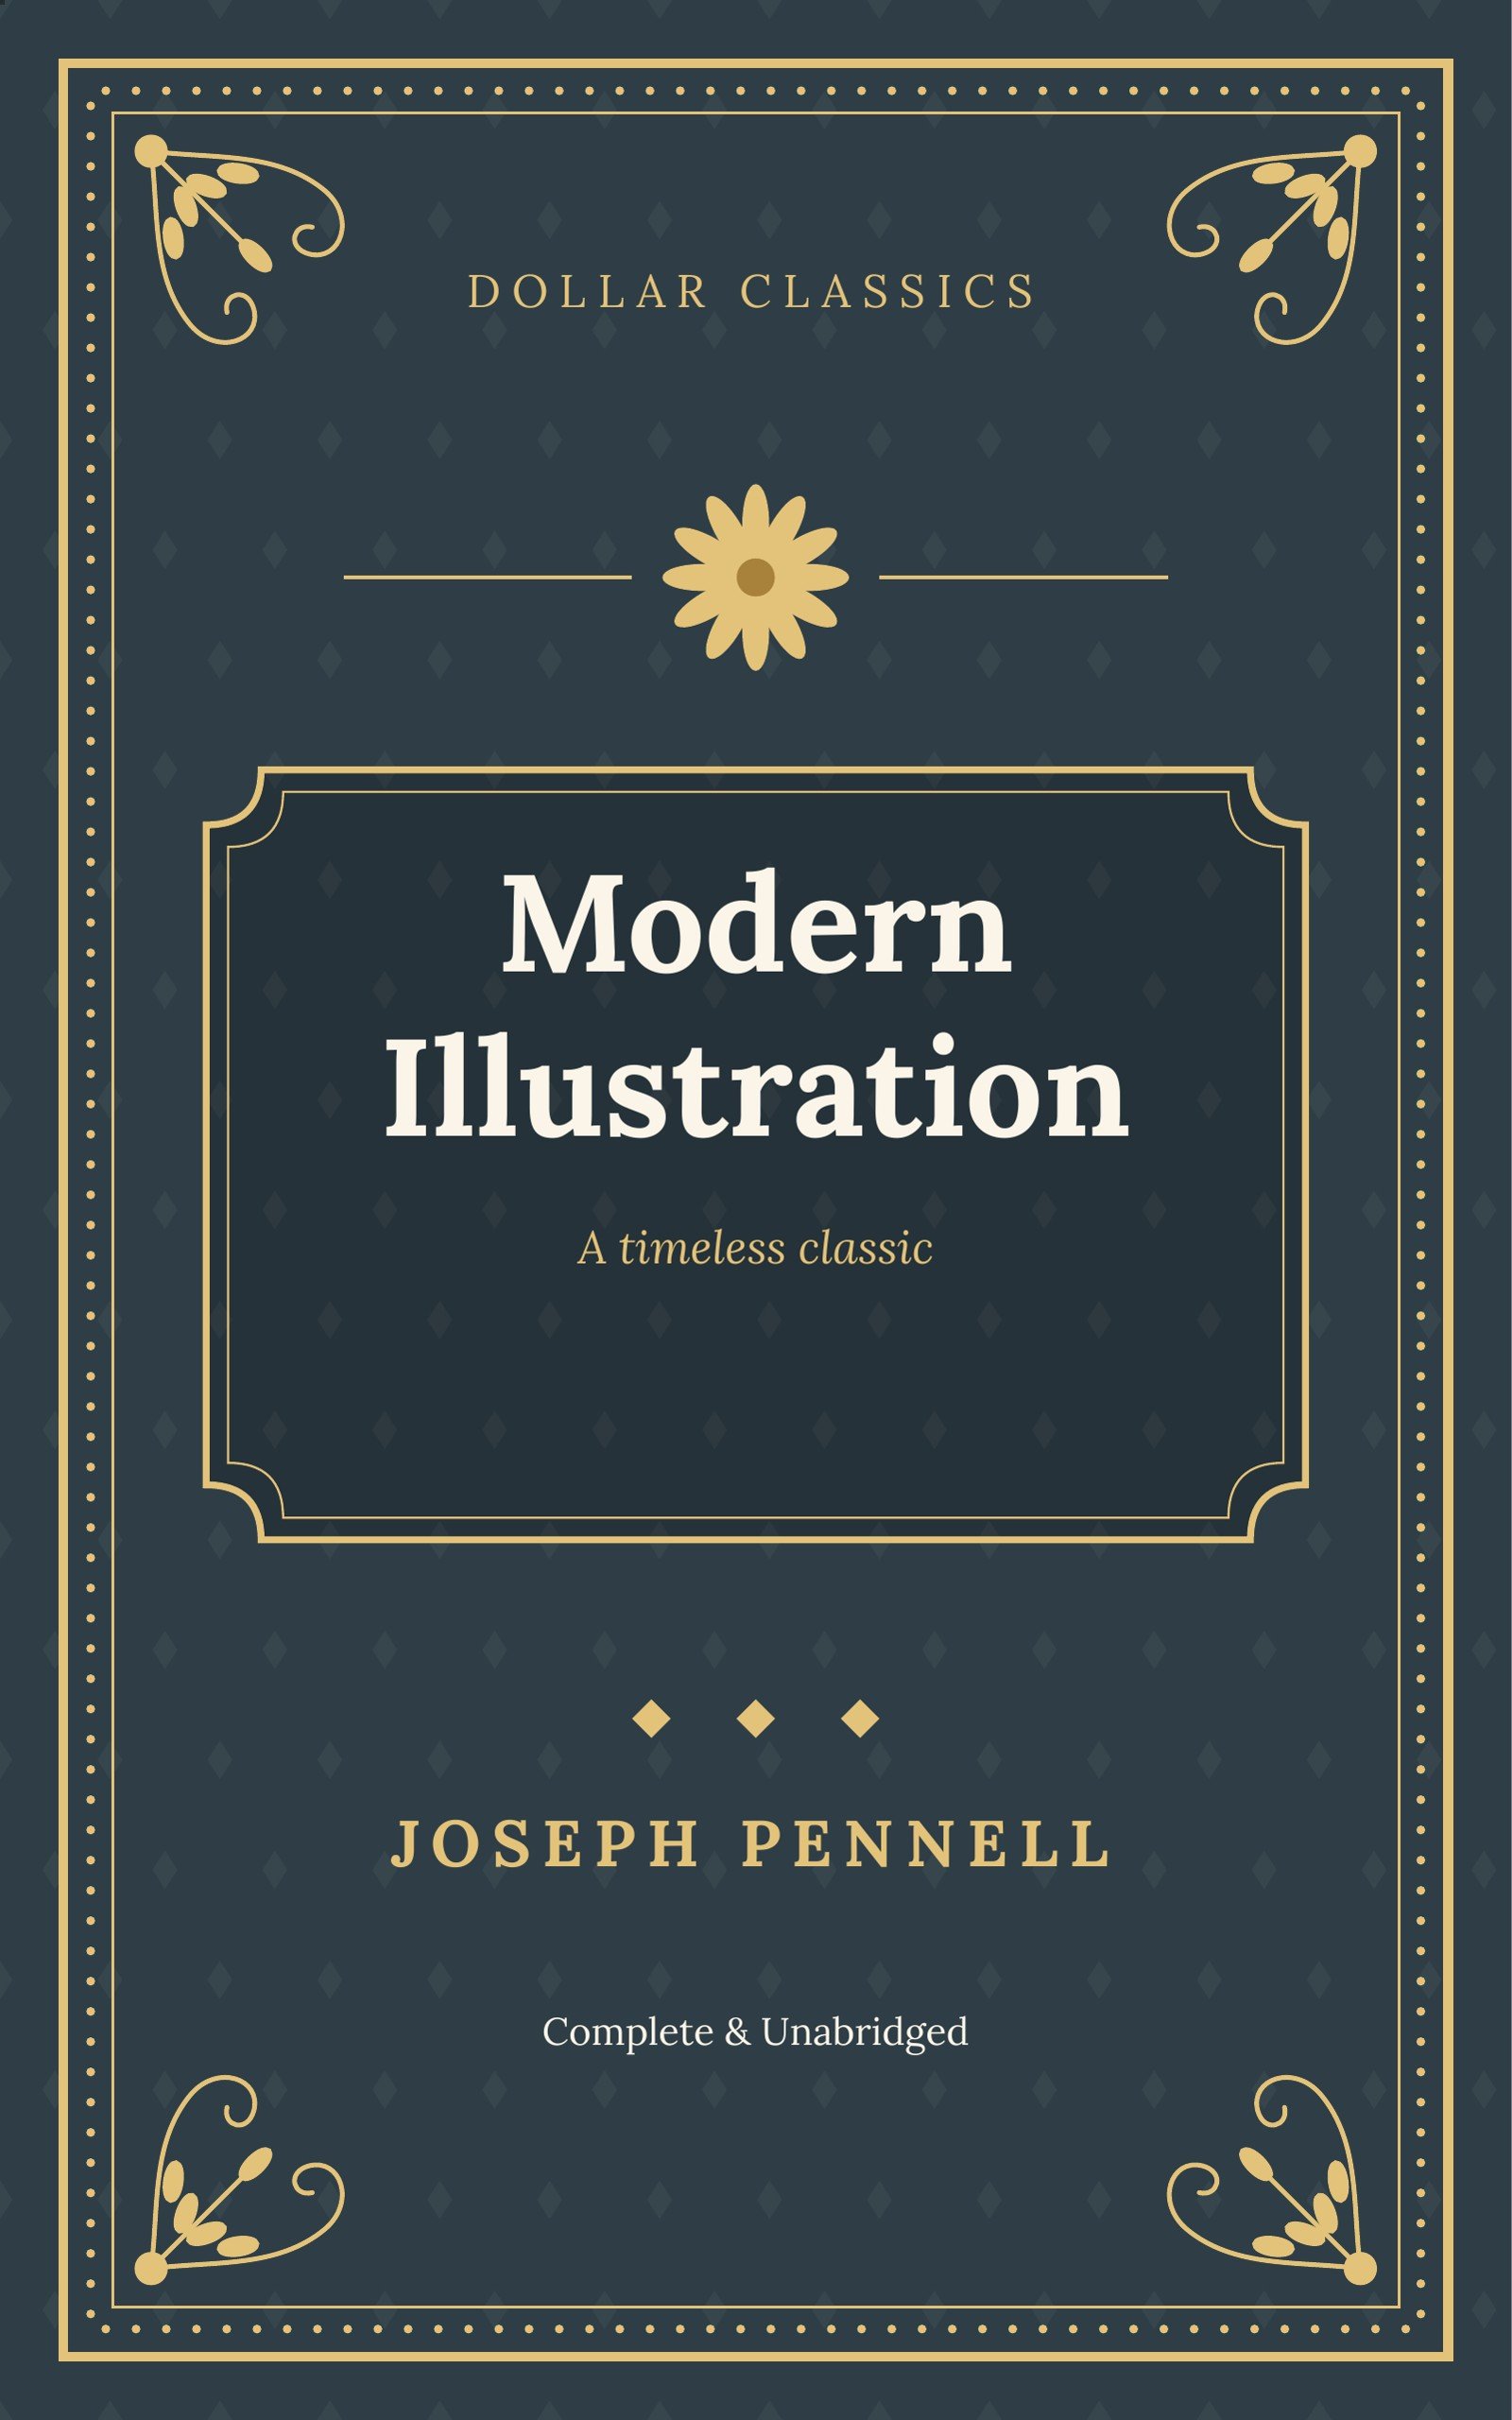 DOLLAR CLASSICS
Modern
Illustration
A timeless classic
JOSEPH PENNELL
Complete & Unabridged